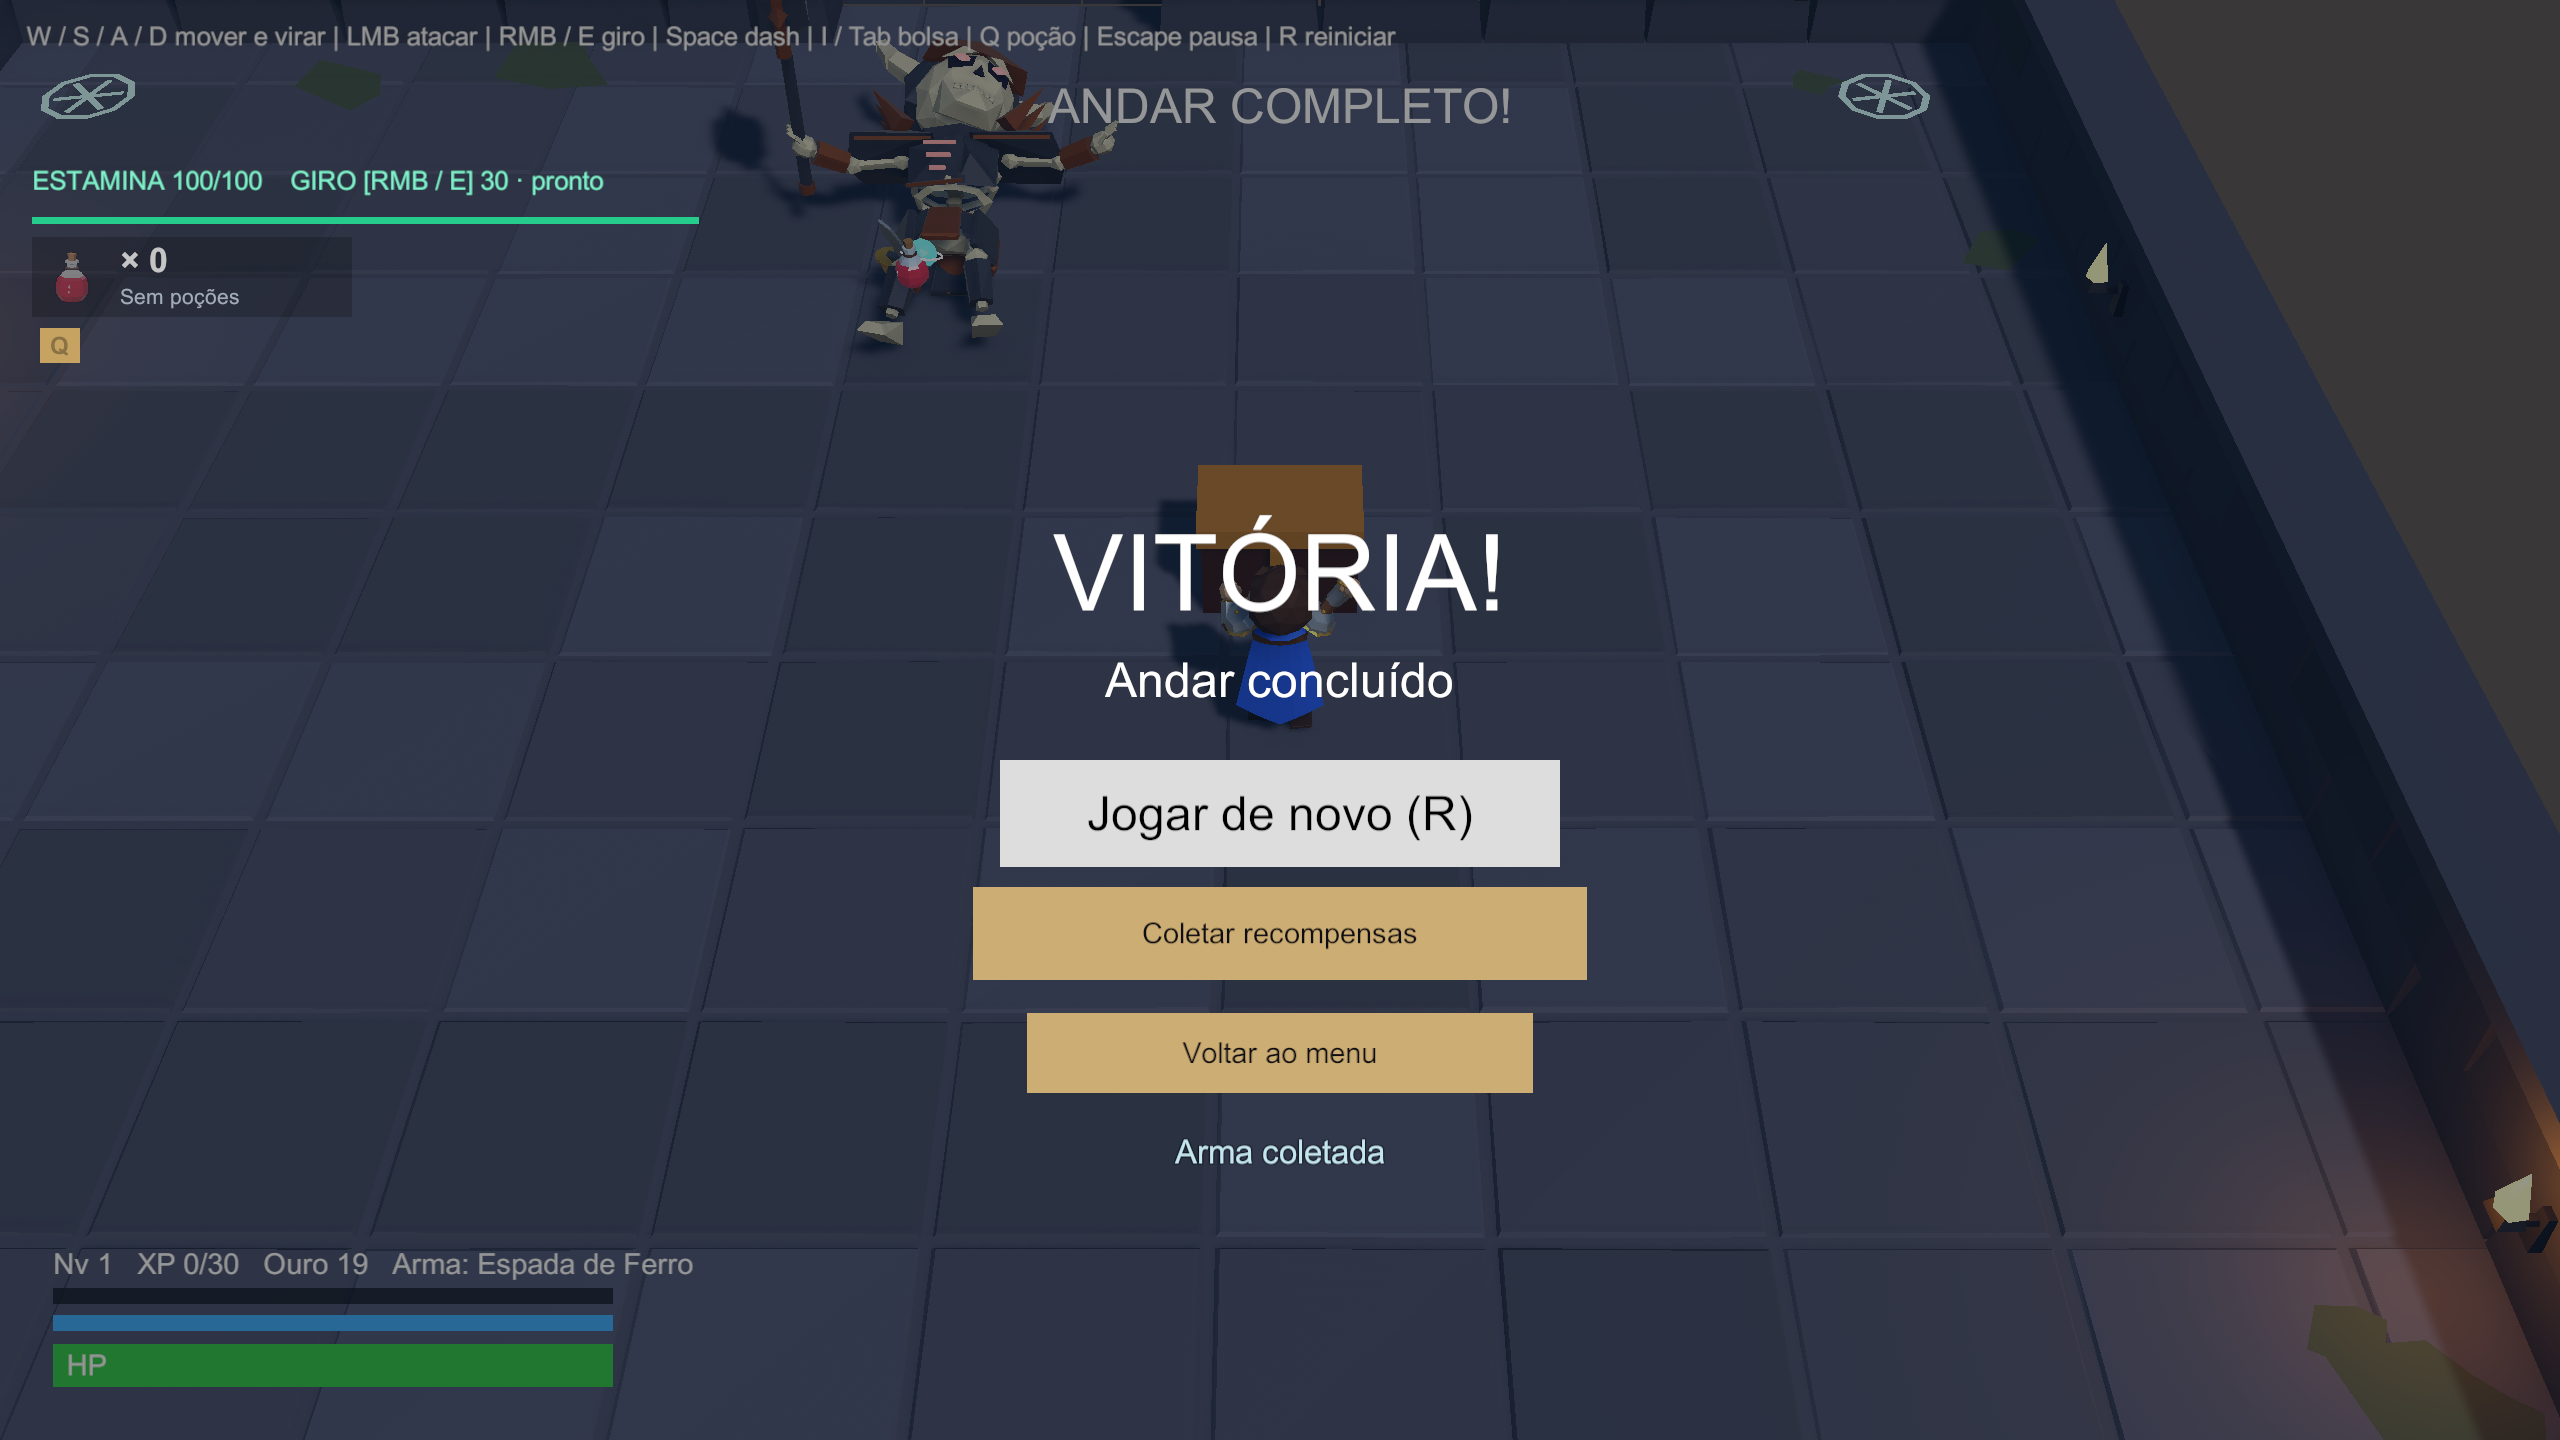 W / S / A / D mover e virar | LMB atacar | RMB / E giro | Space dash | I / Tab bolsa | Q poção | Escape pausa | R reiniciar
ANDAR COMPLETO!
ESTAMINA 100/100 GIRO [RMB / E] 30 · pronto
× 0
Sem poções
Q
VITÓRIA!
Andar concluído
Jogar de novo (R)
Coletar recompensas
Voltar ao menu
Arma coletada
Nv 1 XP 0/30 Ouro 19 Arma: Espada de Ferro
HP